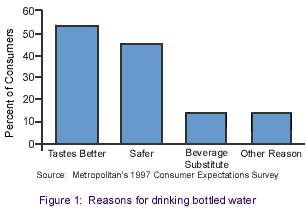 60
50
40
30
20
10
0
Percent of Consumers
Tastes Better
Safer
Beverage
Substitute
Other Reason
Source: Metropolitan's 1997 Consumer Expectations Survey
Figure 1: Reasons for drinking bottled water